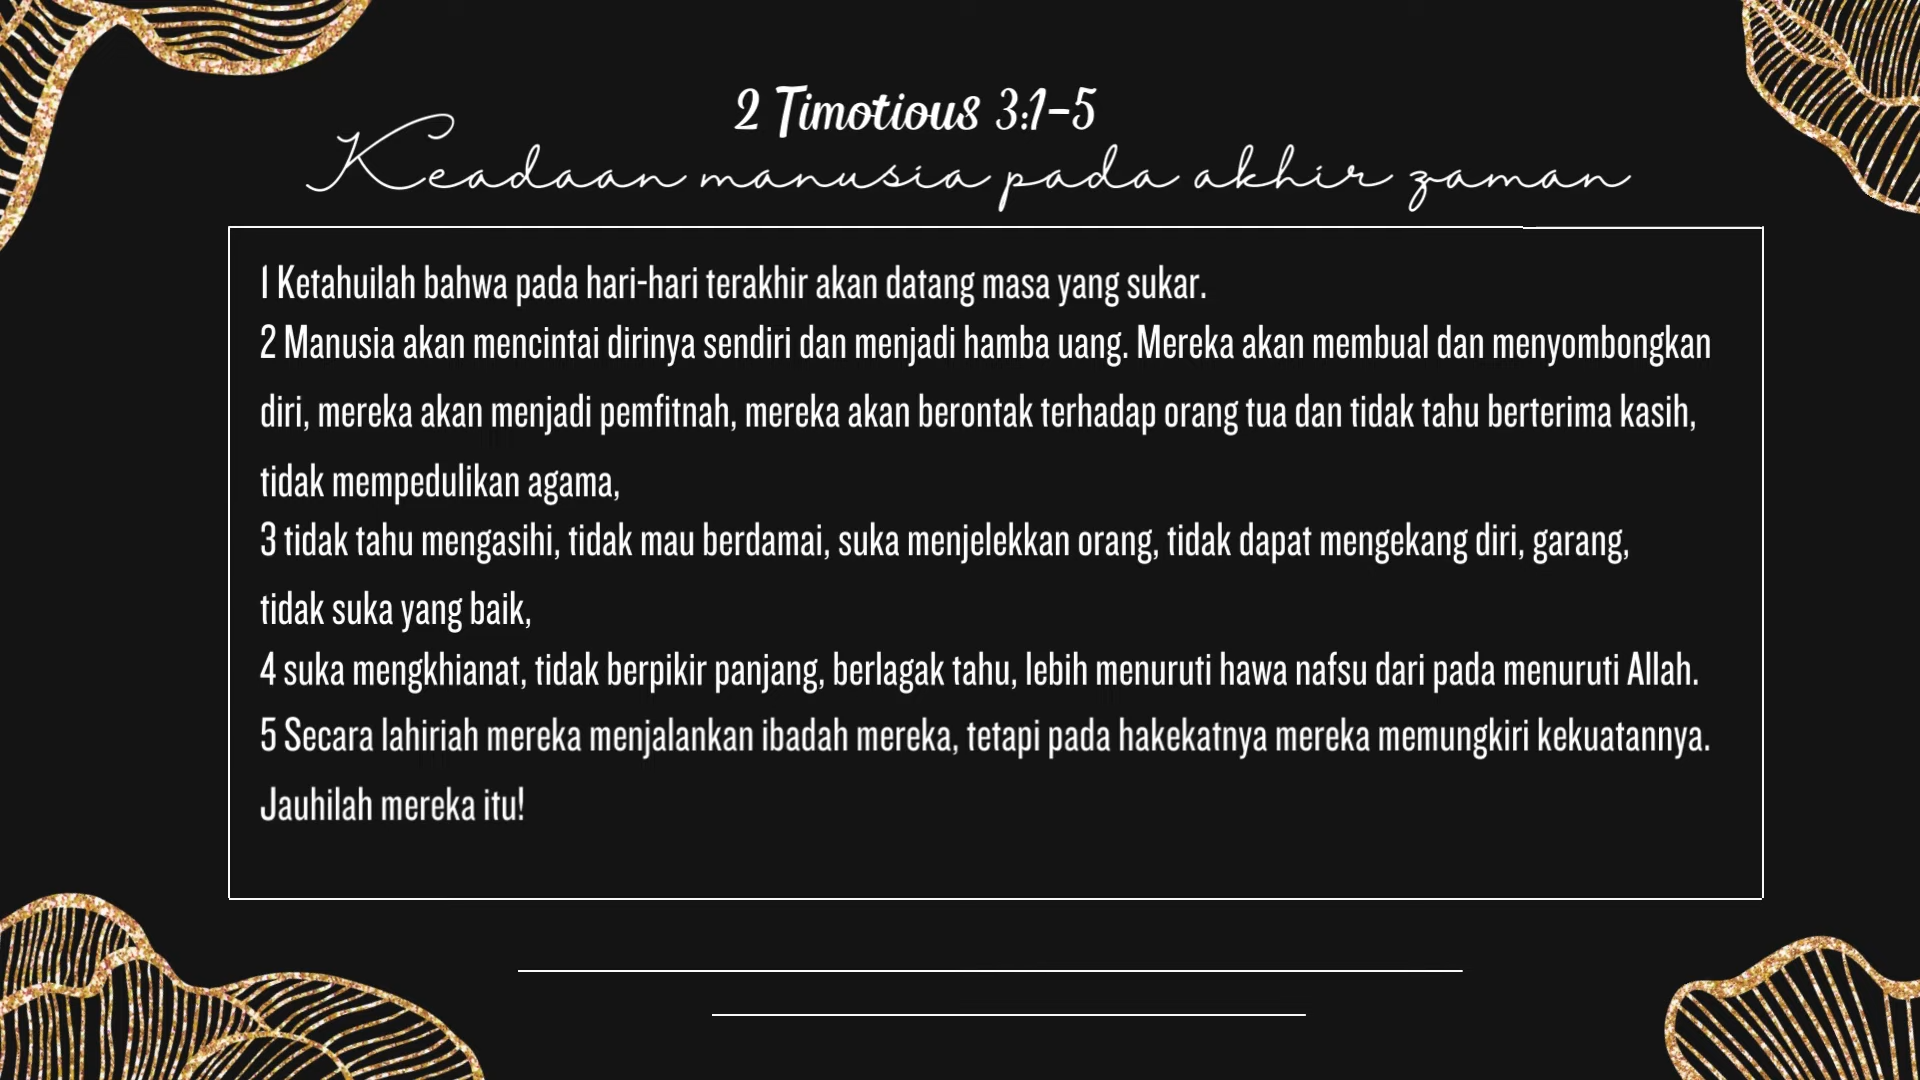 2 Timotious 3:1-5
Keadaan manusia pada akhir zaman
1 Ketahuilah bahwa pada hari-hari terakhir akan datang masa yang sukar.
2 Manusia akan mencintai dirinya sendiri dan menjadi hamba uang. Mereka akan membual dan menyombongkan
diri, mereka akan menjadi pemfitnah, mereka akan berontak terhadap orang tua dan tidak tahu berterima kasih,
tidak mempedulikan agama,
3 tidak tahu mengasihi, tidak mau berdamai, suka menjelekkan orang, tidak dapat mengekang diri, garang,
tidak suka yang baik,
4 suka mengkhianat, tidak berpikir panjang, berlagak tahu, lebih menuruti hawa nafsu dari pada menuruti Allah.
5 Secara lahiriah mereka menjalankan ibadah mereka, tetapi pada hakekatnya mereka memungkiri kekuatannya.
Jauhilah mereka itu!